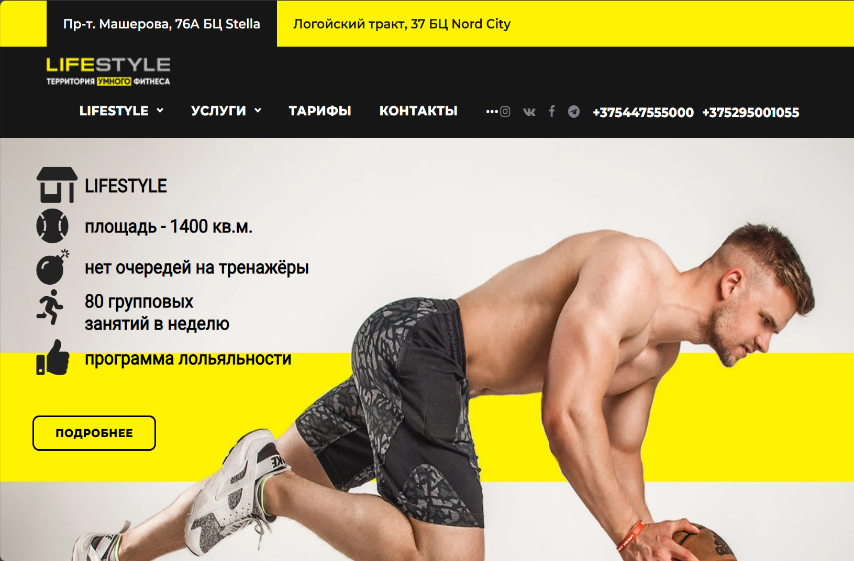 Пр-т. Машерова, 76А БЦ Stella
Логойский тракт, 37 БЦ Nord City
LIFESTYLE
ТЕРРИТОРИЯ УМНОГО ФИТНЕСА
LIFESTYLE
УСЛУГИ
ТАРИФЫ
КОНТАКТЫ
•••
+375447555000
+375295001055
LIFESTYLE
площадь - 1400 кв.м.
нет очередей на тренажёры
80 групповых
занятий в неделю
программа лольяльности
ПОДРОБНЕЕ
NIKE